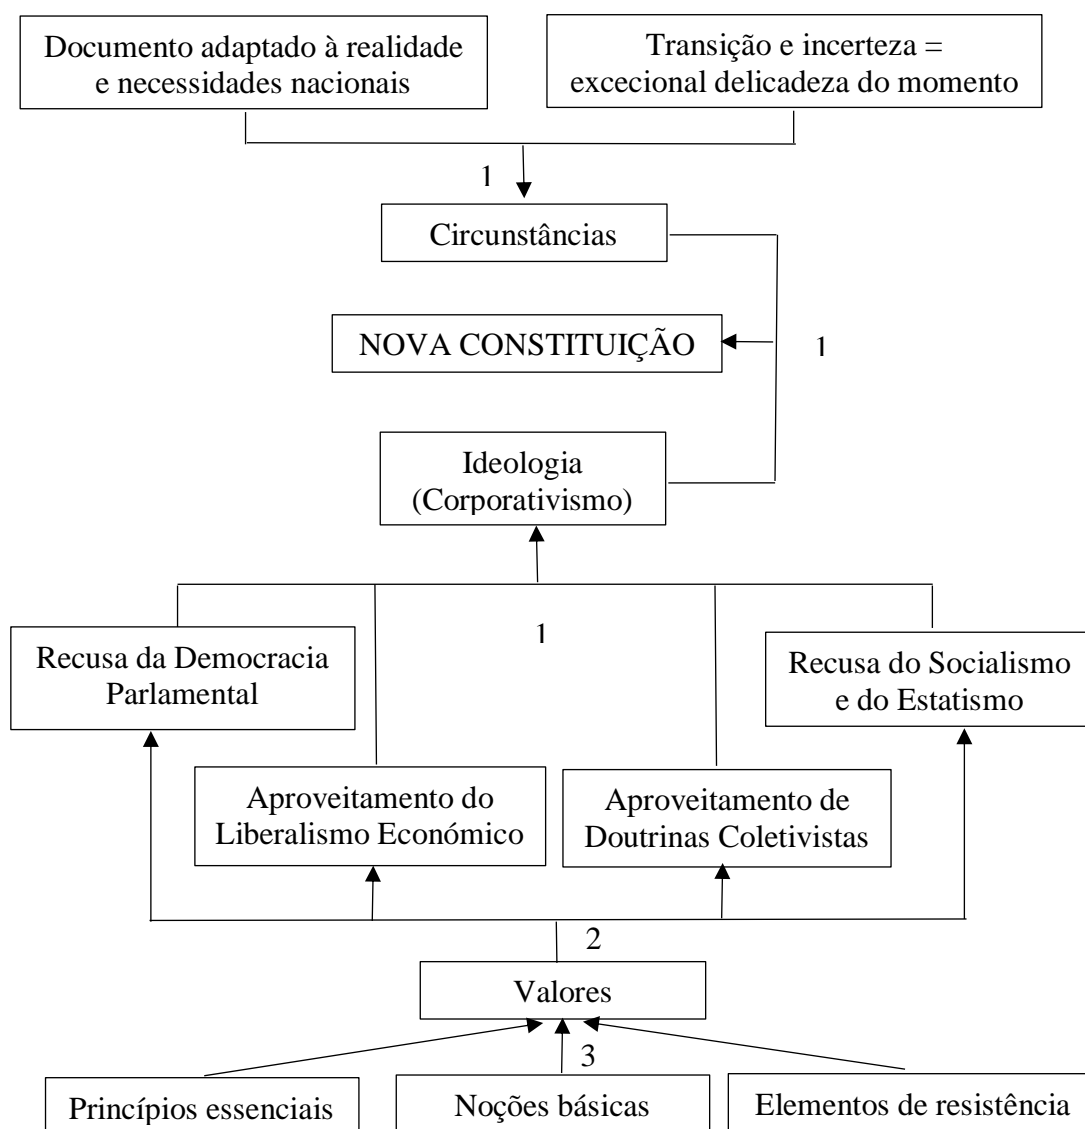 Documento adaptado à realidade
e necessidades nacionais
Transição e incerteza =
excecional delicadeza do momento
1
Circunstâncias
NOVA CONSTITUIÇÃO
1
Ideologia
(Corporativismo)
1
Recusa da Democracia
Parlamental
Recusa do Socialismo
e do Estatismo
Aproveitamento do
Liberalismo Económico
Aproveitamento de
Doutrinas Coletivistas
2
Valores
3
Princípios essenciais
Noções básicas
Elementos de resistência